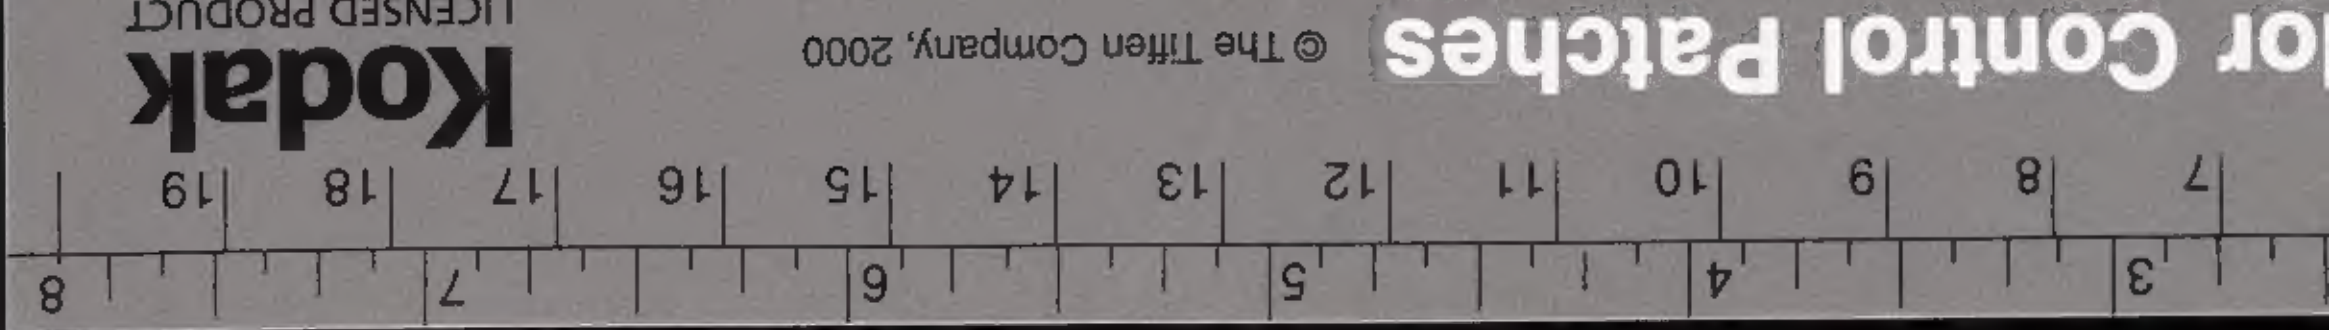 3 4 5 6 7 8
7 8 9 10 11 12 13 14 15 16 17 18 19
lor Control Patches © The Tiffen Company, 2000 Kodak
LICENSED PRODUCT